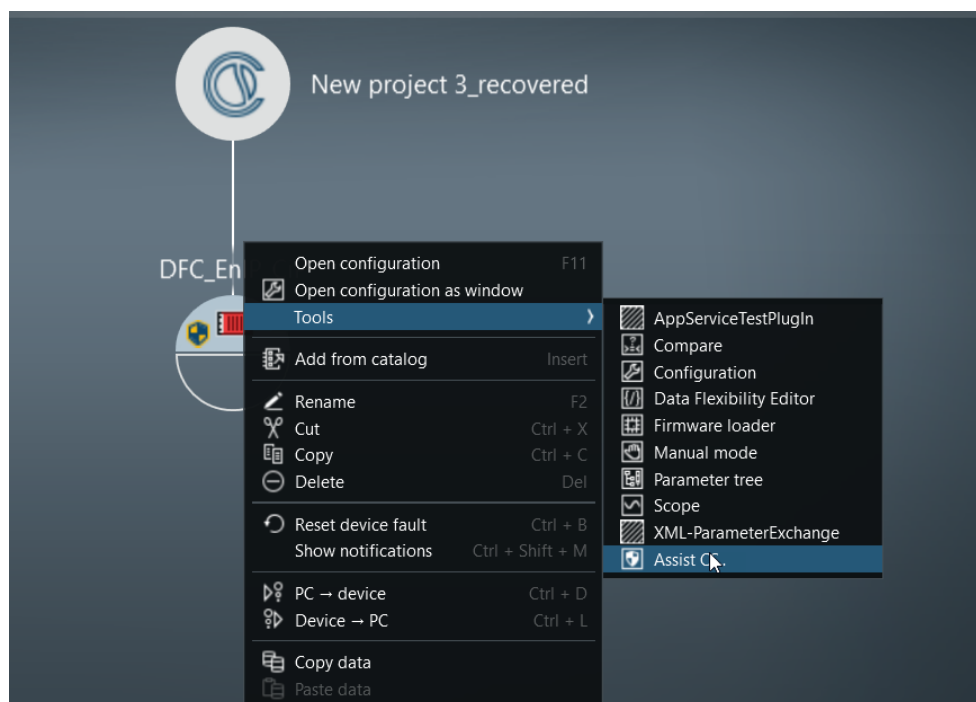 New project 3_recovered
DFC_En
Open configuration F11
Open configuration as window
Tools
Add from catalog Insert
Rename F2
Cut Ctrl + X
Copy Ctrl + C
Delete Del
Reset device fault Ctrl + B
Show notifications Ctrl + Shift + M
PC → device Ctrl + D
Device → PC Ctrl + L
Copy data
Paste data
AppServiceTestPlugIn
Compare
Configuration
Data Flexibility Editor
Firmware loader
Manual mode
Parameter tree
Scope
XML-ParameterExchange
Assist